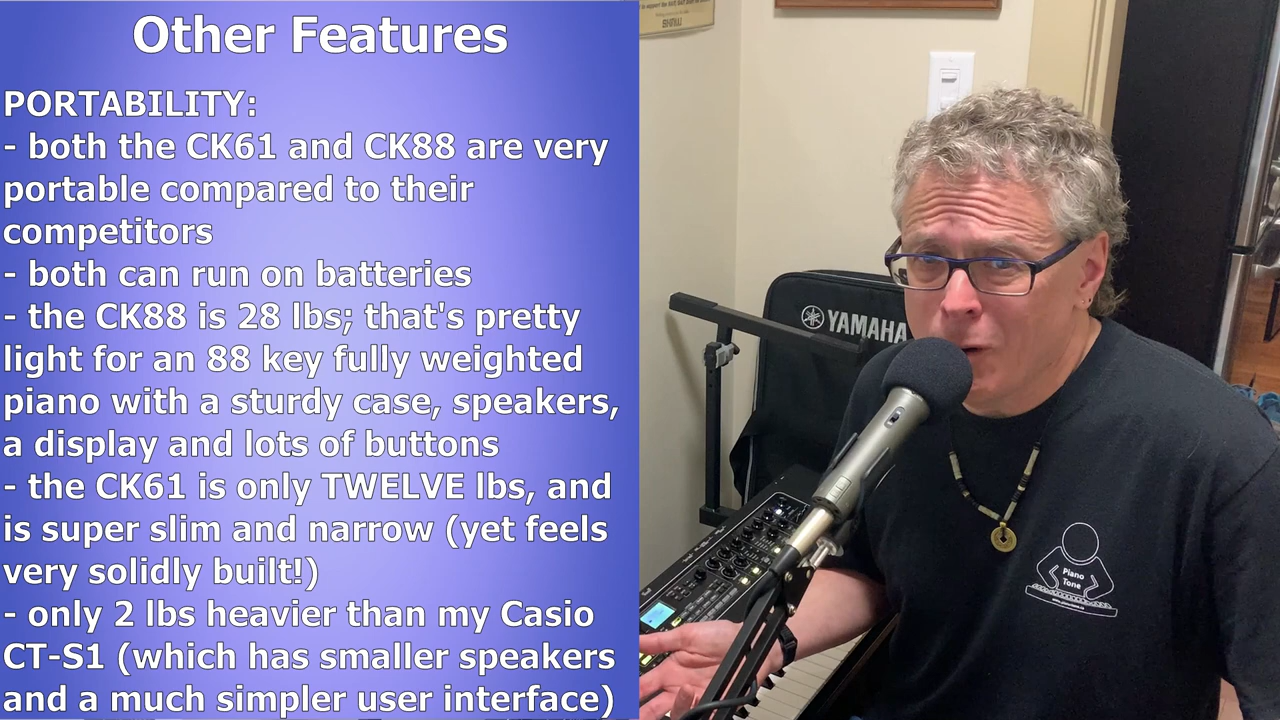 Other Features
PORTABILITY:
- both the CK61 and CK88 are very
portable compared to their
competitors
- both can run on batteries
- the CK88 is 28 lbs; that's pretty
light for an 88 key fully weighted
piano with a sturdy case, speakers,
a display and lots of buttons
- the CK61 is only TWELVE lbs, and
is super slim and narrow (yet feels
very solidly built!)
- only 2 lbs heavier than my Casio
CT-S1 (which has smaller speakers
and a much simpler user interface)
YAMAHA
Piano
Tone